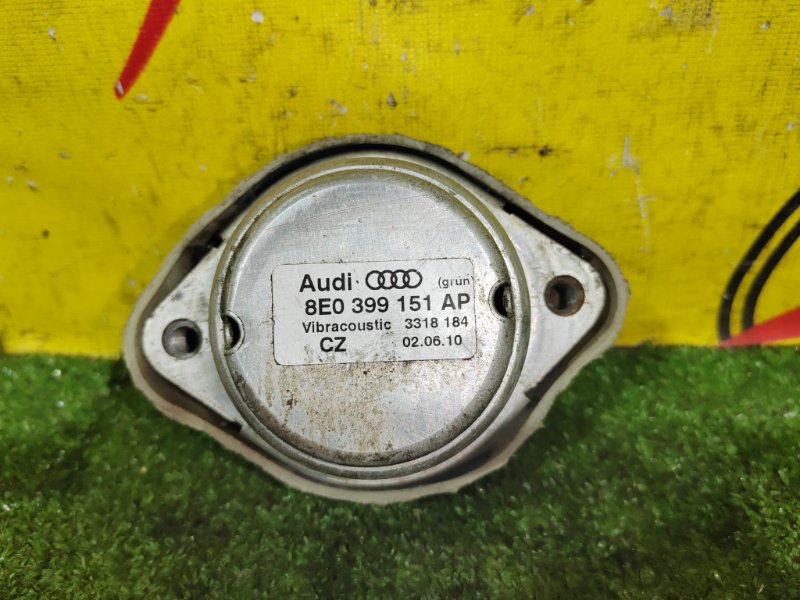 Audi (grün)
8E0 399 151 AP
Vibracoustic 3318 184
CZ 02.06.10